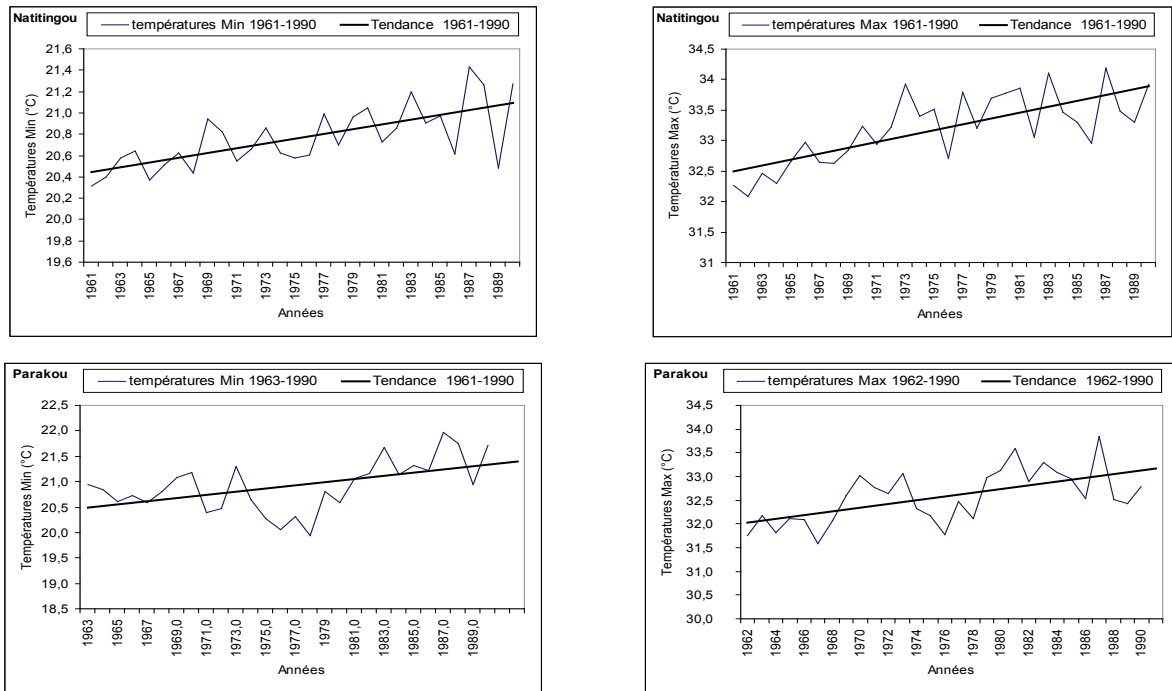 Natitingou
températures Min 1961-1990 Tendance 1961-1990
Températures Min (°C)
21,6
21,4
21,2
21,0
20,8
20,6
20,4
20,2
20,0
19,8
19,6
1961 1963 1965 1967 1969 1971 1973 1975 1977 1979 1981 1983 1985 1987 1989
Années
Natitingou
températures Max 1961-1990 Tendance 1961-1990
Températures Max (°C)
34,5
34
33,5
33
32,5
32
31,5
31
1961 1963 1965 1967 1969 1971 1973 1975 1977 1979 1981 1983 1985 1987 1989
Années
Parakou
températures Min 1963-1990 Tendance 1961-1990
Températures Min (°C)
22,5
22,0
21,5
21,0
20,5
20,0
19,5
19,0
18,5
1963 1965 1967 1969,0 1971,0 1973,0 1975,0 1977,0 1979 1981,0 1983,0 1985,0 1987,0 1989,0
Années
Parakou
températures Max 1962-1990 Tendance 1962-1990
Températures Max (°C)
34,5
34,0
33,5
33,0
32,5
32,0
31,5
31,0
30,5
30,0
1962 1964 1966 1968 1970 1972 1974 1976 1978 1980 1982 1984 1986 1988 1990
Années